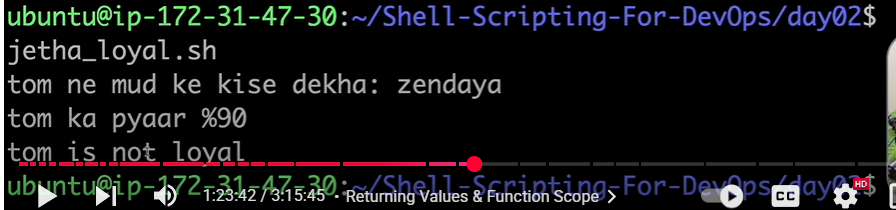 ubuntu@ip-172-31-47-30:~/Shell-Scripting-For-DevOps/day02$
jetha_loyal.sh
tom ne mud ke kise dekha: zendaya
tom ka pyaar %90
tom is not loyal
ubuntu@ip-172-31-47-30:~/Shell-Scripting-For-DevOps/day02$
1:23:42 / 3:15:45 · Returning Values & Function Scope > CC HD